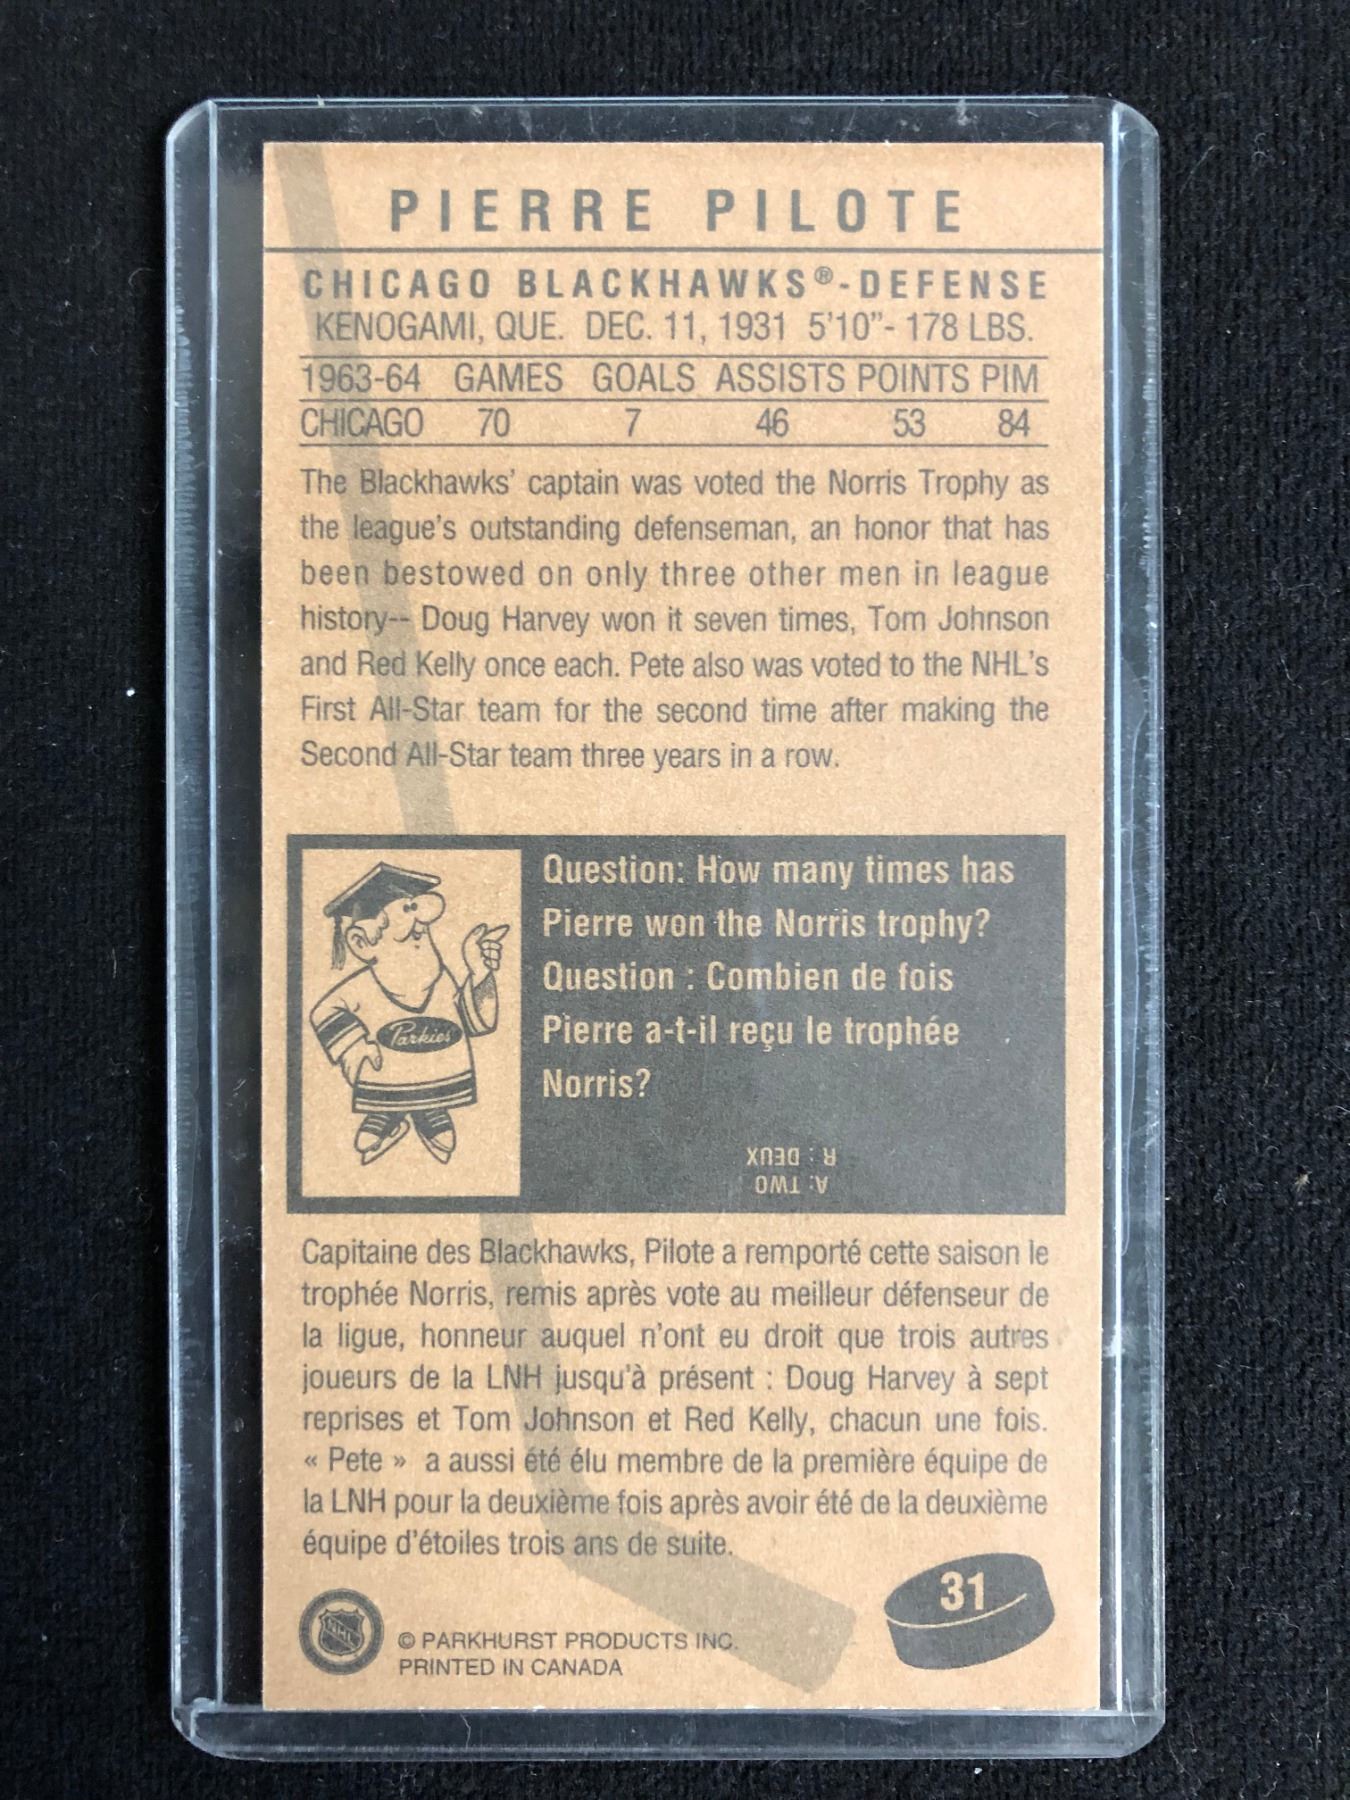 PIERRE PILOTE
CHICAGO BLACKHAWKS®-DEFENSE
KENOGAMI, QUE. DEC. 11, 1931 5'10"- 178 LBS.
1963-64 GAMES GOALS ASSISTS POINTS PIM
CHICAGO 70 7 46 53 84
The Blackhawks' captain was voted the Norris Trophy as
the league's outstanding defenseman, an honor that has
been bestowed on only three other men in league
history-- Doug Harvey won it seven times, Tom Johnson
and Red Kelly once each. Pete also was voted to the NHL's
First All-Star team for the second time after making the
Second All-Star team three years in a row.
Parkies
Question: How many times has
Pierre won the Norris trophy?
Question : Combien de fois
Pierre a-t-il reçu le trophée
Norris?
A: TWO
R : DEUX
Capitaine des Blackhawks, Pilote a remporté cette saison le
trophée Norris, remis après vote au meilleur défenseur de
la ligue, honneur auquel n'ont eu droit que trois autres
joueurs de la LNH jusqu'à présent : Doug Harvey à sept
reprises et Tom Johnson et Red Kelly, chacun une fois.
« Pete » a aussi été élu membre de la première équipe de
la LNH pour la deuxième fois après avoir été de la deuxième
équipe d'étoiles trois ans de suite.
31
NHL
© PARKHURST PRODUCTS INC.
PRINTED IN CANADA